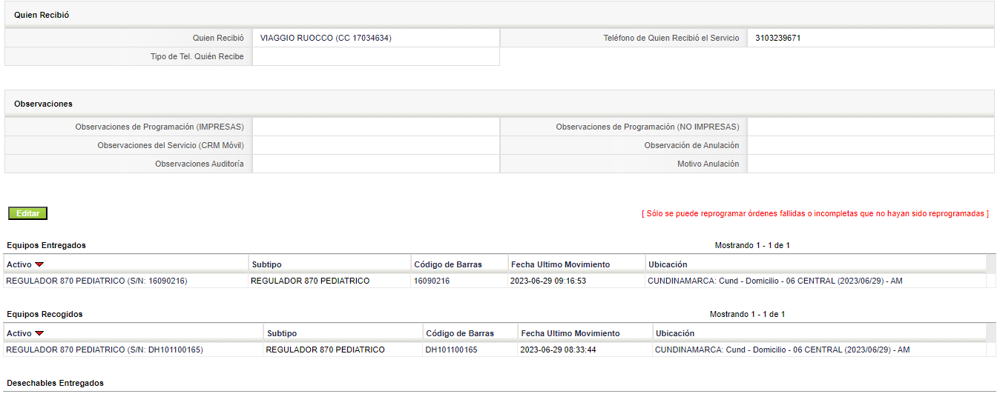 Quien Recibió
Quien Recibió VIAGGIO RUOCCO (CC 17034634) Teléfono de Quien Recibió el Servicio 3103239671
Tipo de Tel. Quién Recibe
Observaciones
Observaciones de Programación (IMPRESAS) Observaciones de Programación (NO IMPRESAS)
Observaciones del Servicio (CRM Móvil) Observación de Anulación
Observaciones Auditoría Motivo Anulación
Editar [ Sólo se puede reprogramar órdenes fallidas o incompletas que no hayan sido reprogramadas ]
Equipos Entregados Mostrando 1 - 1 de 1
Activo Subtipo Código de Barras Fecha Ultimo Movimiento Ubicación
REGULADOR 870 PEDIATRICO (S/N: 16090216) REGULADOR 870 PEDIATRICO 16090216 2023-06-29 09:16:53 CUNDINAMARCA: Cund - Domicilio - 06 CENTRAL (2023/06/29) - AM
Equipos Recogidos Mostrando 1 - 1 de 1
Activo Subtipo Código de Barras Fecha Ultimo Movimiento Ubicación
REGULADOR 870 PEDIATRICO (S/N: DH101100165) REGULADOR 870 PEDIATRICO DH101100165 2023-06-29 08:33:44 CUNDINAMARCA: Cund - Domicilio - 06 CENTRAL (2023/06/29) - AM
Desechables Entregados